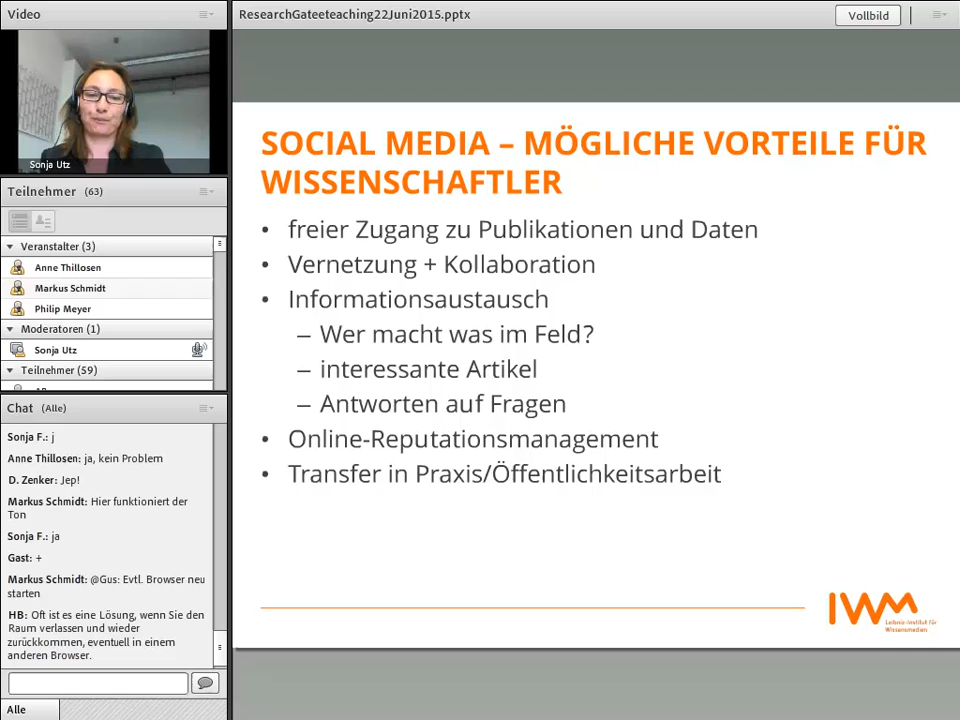 Video
Sonja Utz
Teilnehmer (63)
Veranstalter (3)
Anne Thillosen
Markus Schmidt
Philip Meyer
Moderatoren (1)
Sonja Utz
Teilnehmer (59)
Chat (Alle)
Sonja F.: j
Anne Thillosen: ja, kein Problem
D. Zenker: Jep!
Markus Schmidt: Hier funktioniert der
Ton
Sonja F.: ja
Gast: +
Markus Schmidt: @Gus: Evtl. Browser neu
starten
HB: Oft ist es eine Lösung, wenn Sie den
Raum verlassen und wieder
zurückkommen, eventuell in einem
anderen Browser.
Alle
ResearchGateeteaching22Juni2015.pptx
Vollbild
SOCIAL MEDIA – MÖGLICHE VORTEILE FÜR
WISSENSCHAFTLER
• freier Zugang zu Publikationen und Daten
• Vernetzung + Kollaboration
• Informationsaustausch
– Wer macht was im Feld?
– interessante Artikel
– Antworten auf Fragen
• Online-Reputationsmanagement
• Transfer in Praxis/Öffentlichkeitsarbeit
IWM
Leibniz-Institut für
Wissensmedien